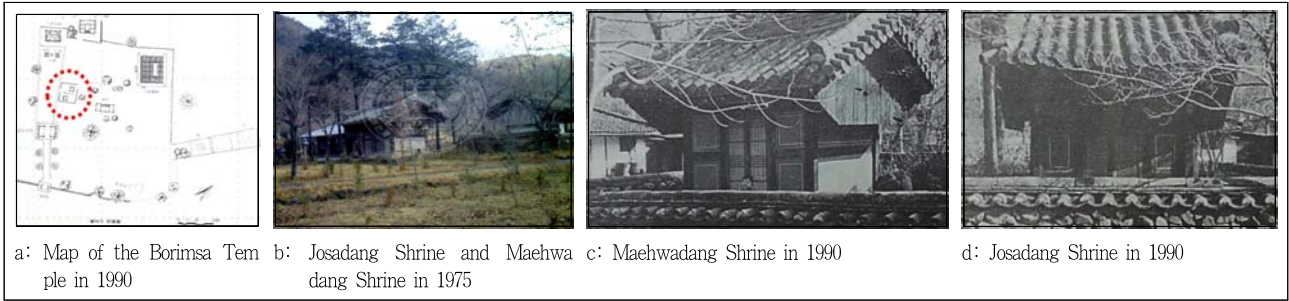 a: Map of the Borimsa Tem
ple in 1990
b: Josadang Shrine and Maehwa
dang Shrine in 1975
c: Maehwadang Shrine in 1990
d: Josadang Shrine in 1990